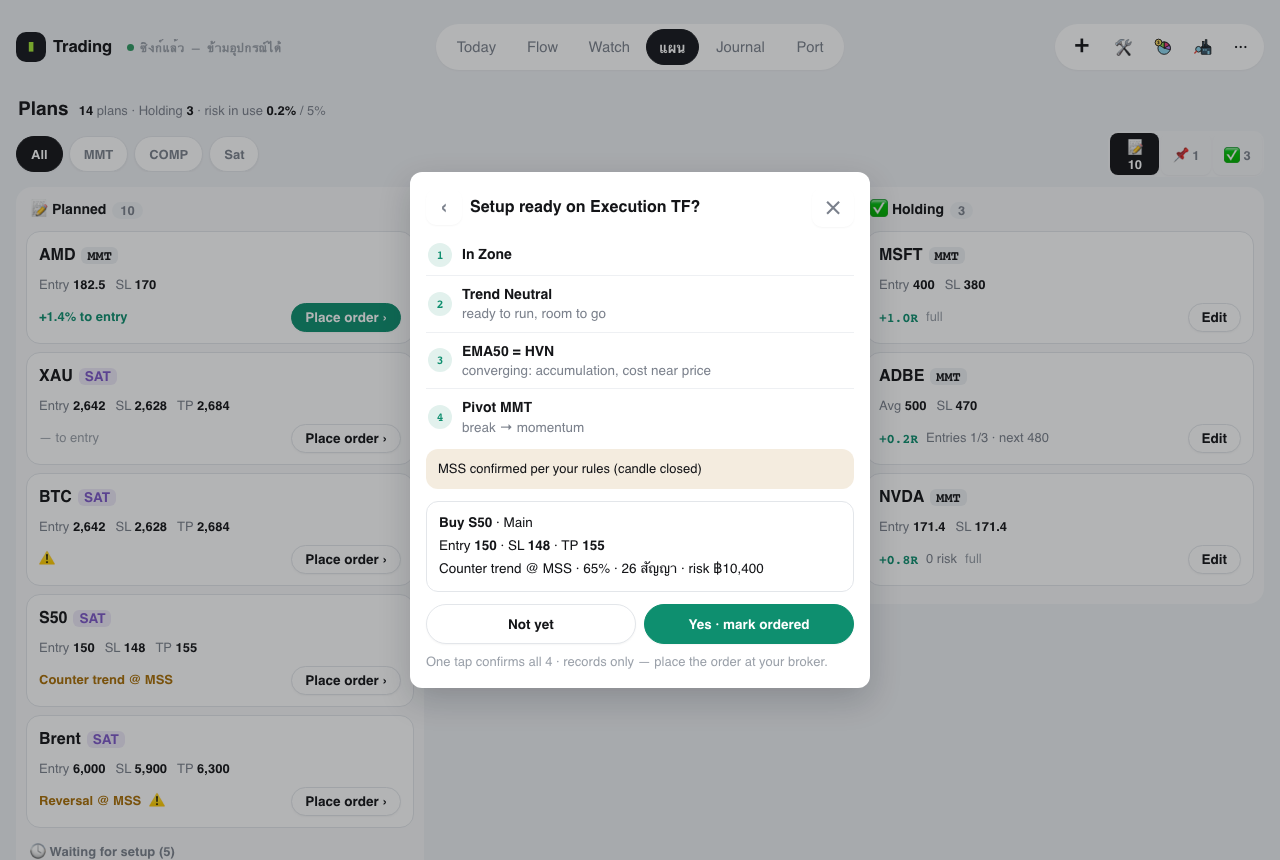 Trading
ซิงก์แล้ว — ข้ามอุปกรณ์ได้
Today
Flow
Watch
แผน
Journal
Port
+
...
Plans 14 plans · Holding 3 · risk in use 0.2% / 5%
All
MMT
COMP
Sat
10
1
3
Planned 10
AMD MMT
Entry 182.5 SL 170
+1.4% to entry
Place order ›
XAU SAT
Entry 2,642 SL 2,628 TP 2,684
— to entry
Place order ›
BTC SAT
Entry 2,642 SL 2,628 TP 2,684
Place order ›
S50 SAT
Entry 150 SL 148 TP 155
Counter trend @ MSS
Place order ›
Brent SAT
Entry 6,000 SL 5,900 TP 6,300
Reversal @ MSS
Place order ›
Waiting for setup (5)
‹ Setup ready on Execution TF? ✕
1 In Zone
2 Trend Neutral
ready to run, room to go
3 EMA50 = HVN
converging: accumulation, cost near price
4 Pivot MMT
break → momentum
MSS confirmed per your rules (candle closed)
Buy S50 · Main
Entry 150 · SL 148 · TP 155
Counter trend @ MSS · 65% · 26 สัญญา · risk ฿10,400
Not yet
Yes · mark ordered
One tap confirms all 4 · records only — place the order at your broker.
Holding 3
MSFT MMT
Entry 400 SL 380
+1.0R full
Edit
ADBE MMT
Avg 500 SL 470
+0.2R Entries 1/3 · next 480
Edit
NVDA MMT
Entry 171.4 SL 171.4
+0.8R 0 risk full
Edit